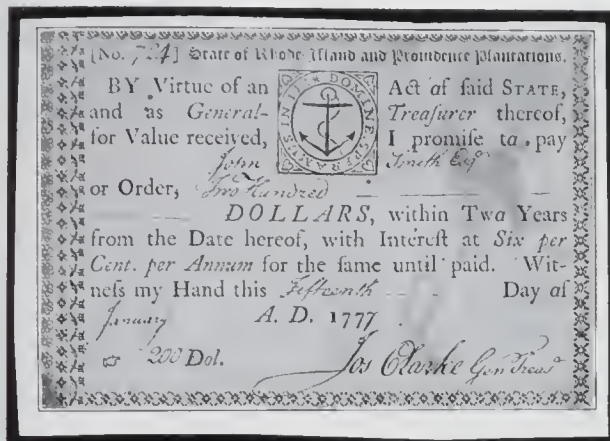 [No. 724] State of Rhode-Island and Providence Plantations.
BY Virtue of an Act of said STATE,
and as General-Treasurer thereof,
IN TE DOMINE SPERAMUS
for Value received, I promise to pay
John Smith Esqr
or Order, Two Hundred
DOLLARS, within Two Years
from the Date hereof, with Interest at Six per
Cent. per Annum for the same until paid. Wit-
ness my Hand this Fifteenth Day of
January A. D. 1777
☞ 200 Dol. Jos Clarke Gen Treasr